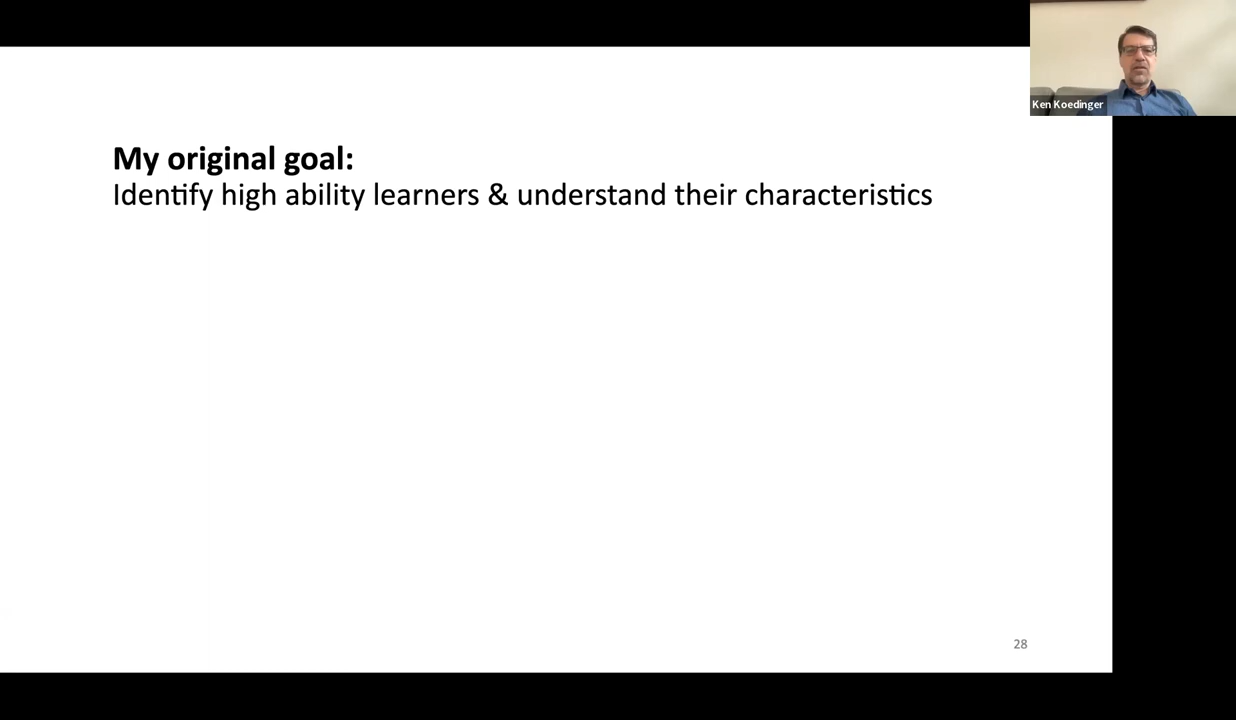 Ken Koedinger
My original goal:
Identify high ability learners & understand their characteristics
28